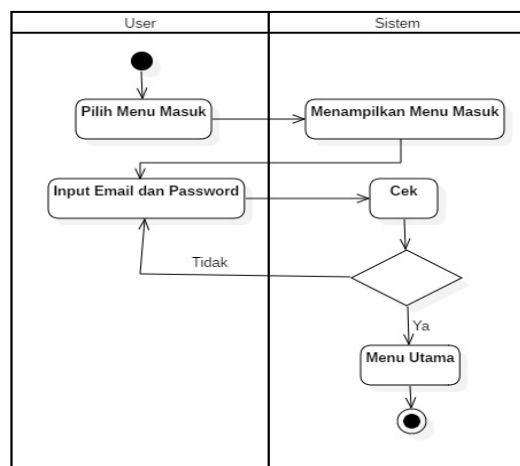 User
Sistem
Pilih Menu Masuk
Menampilkan Menu Masuk
Input Email dan Password
Cek
Tidak
Ya
Menu Utama